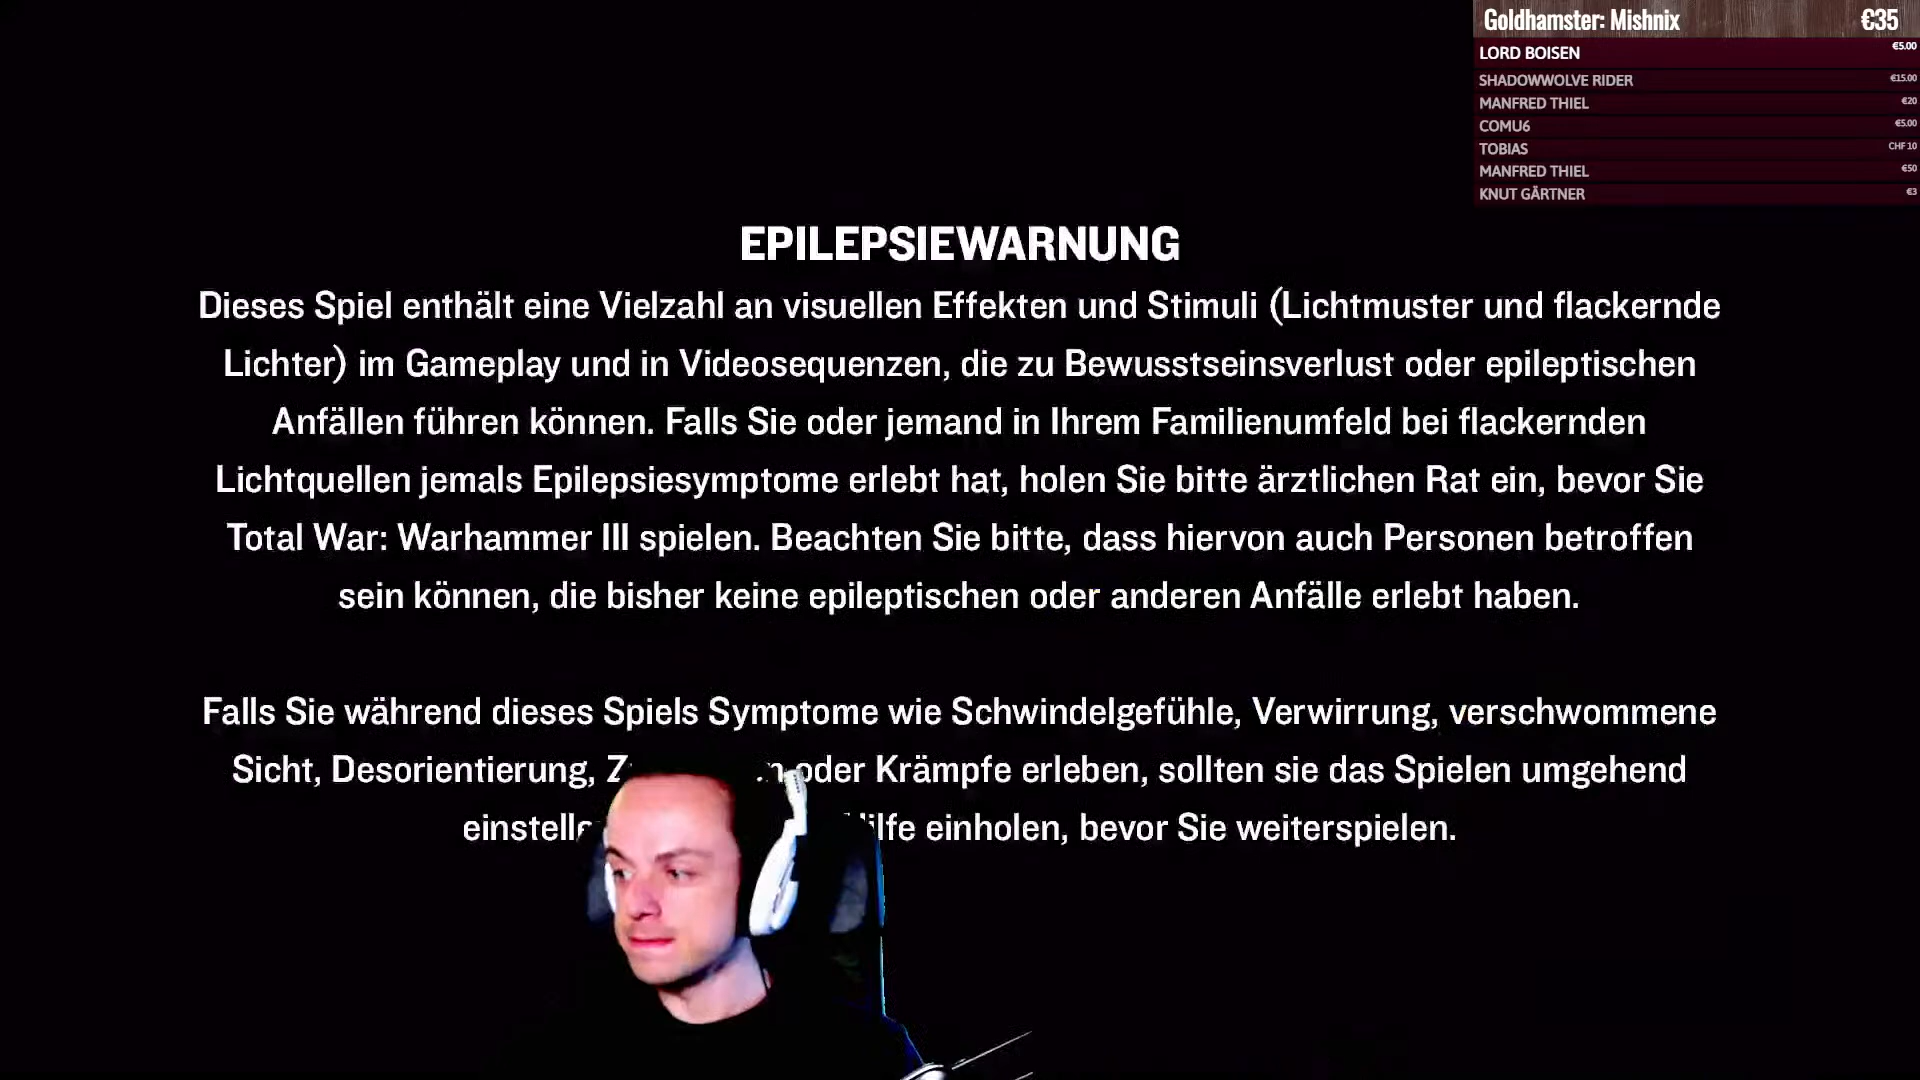 Goldhamster: Mishnix €35
LORD BOISEN €5.00
SHADOWWOLVE RIDER €15.00
MANFRED THIEL €20
COMU6 €5.00
TOBIAS CHF 10
MANFRED THIEL €50
KNUT GÄRTNER €3
EPILEPSIEWARNUNG
Dieses Spiel enthält eine Vielzahl an visuellen Effekten und Stimuli (Lichtmuster und flackernde
Lichter) im Gameplay und in Videosequenzen, die zu Bewusstseinsverlust oder epileptischen
Anfällen führen können. Falls Sie oder jemand in Ihrem Familienumfeld bei flackernden
Lichtquellen jemals Epilepsiesymptome erlebt hat, holen Sie bitte ärztlichen Rat ein, bevor Sie
Total War: Warhammer III spielen. Beachten Sie bitte, dass hiervon auch Personen betroffen
sein können, die bisher keine epileptischen oder anderen Anfälle erlebt haben.
Falls Sie während dieses Spiels Symptome wie Schwindelgefühle, Verwirrung, verschwommene
Sicht, Desorientierung, oder Krämpfe erleben, sollten sie das Spielen umgehend
einholen, bevor Sie weiterspielen.